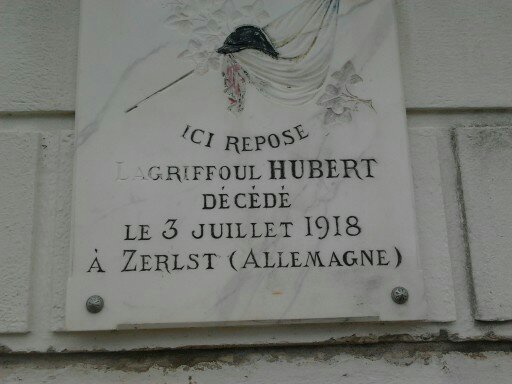 ICI REPOSE
LAGRIFFOUL HUBERT
DÉCÉDÉ
LE 3 JUILLET 1918
À ZERLST (ALLEMAGNE)